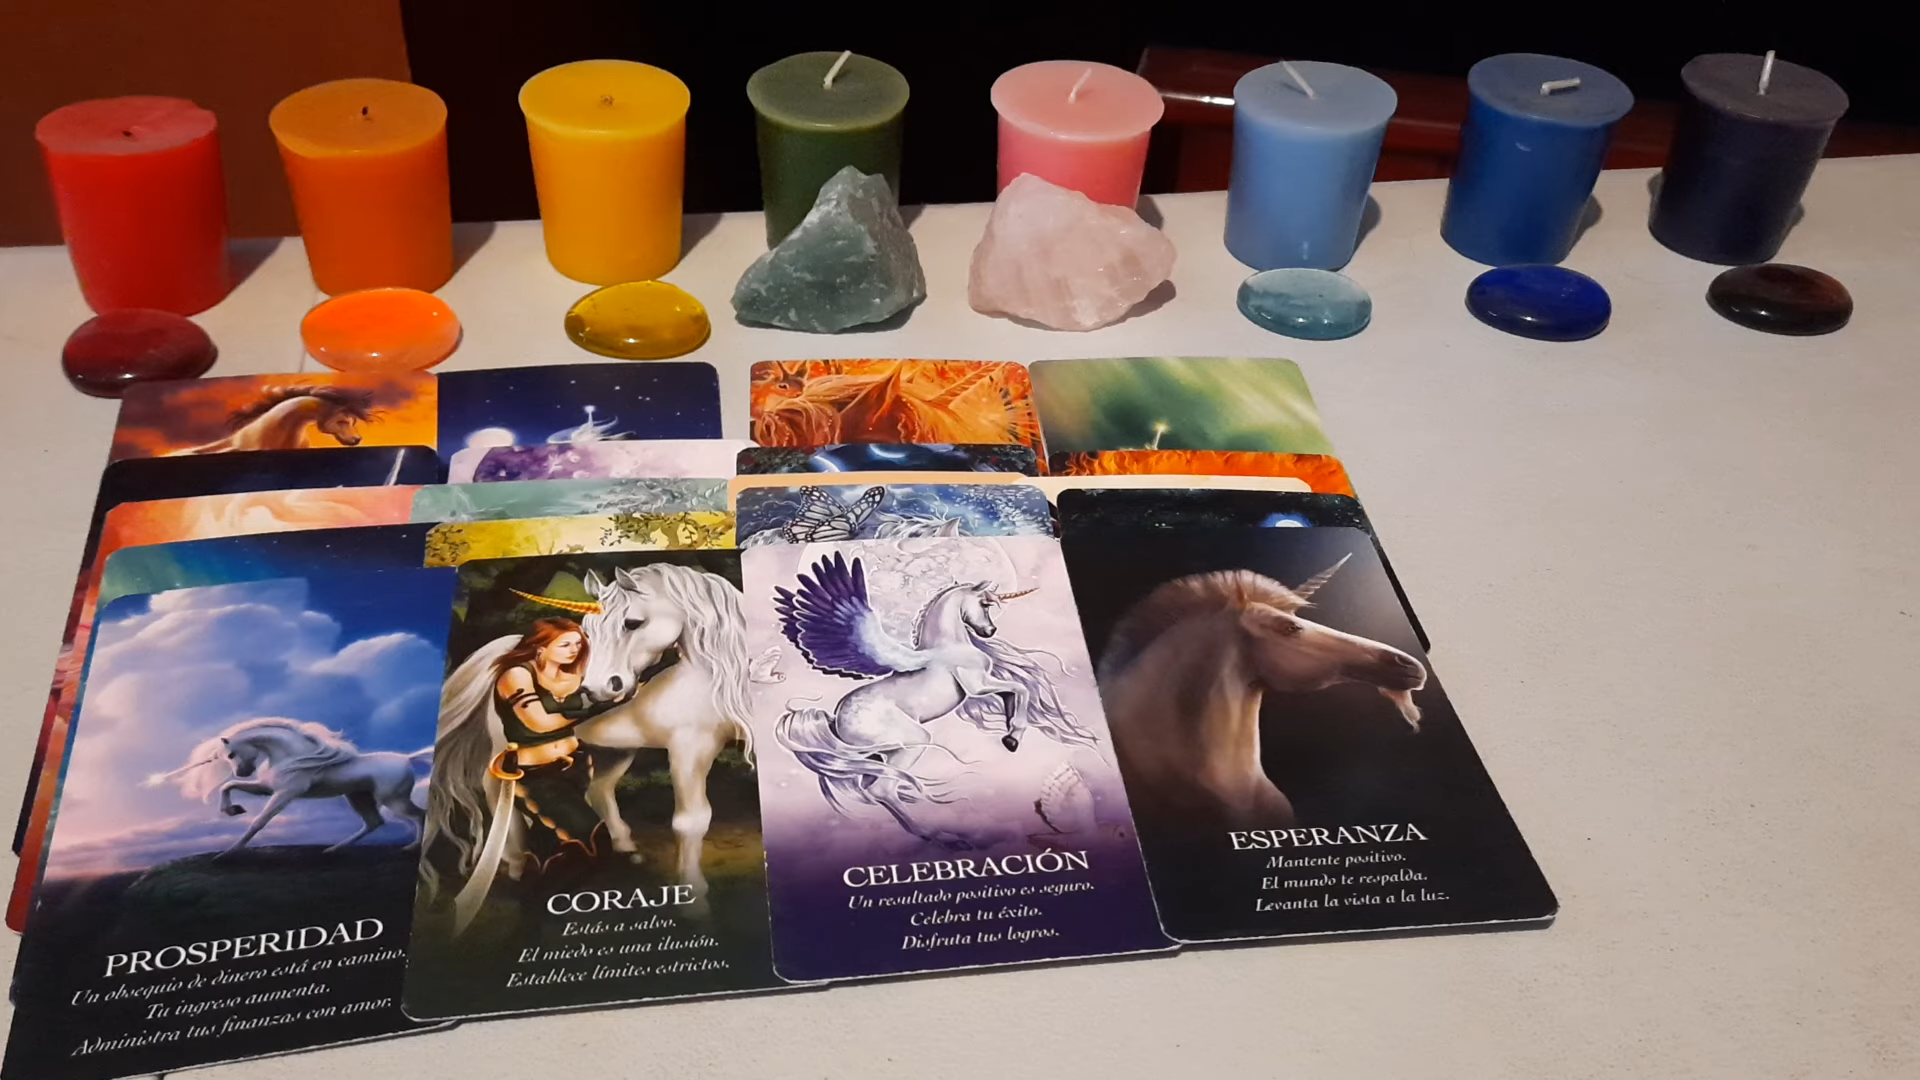 PROSPERIDAD
Un obsequio de dinero está en camino.
Tu ingreso aumenta.
Administra tus finanzas con amor.
CORAJE
Estás a salvo.
El miedo es una ilusión.
Establece límites estrictos.
CELEBRACIÓN
Un resultado positivo es seguro.
Celebra tu éxito.
Disfruta tus logros.
ESPERANZA
Mantente positivo.
El mundo te respalda.
Levanta la vista a la luz.